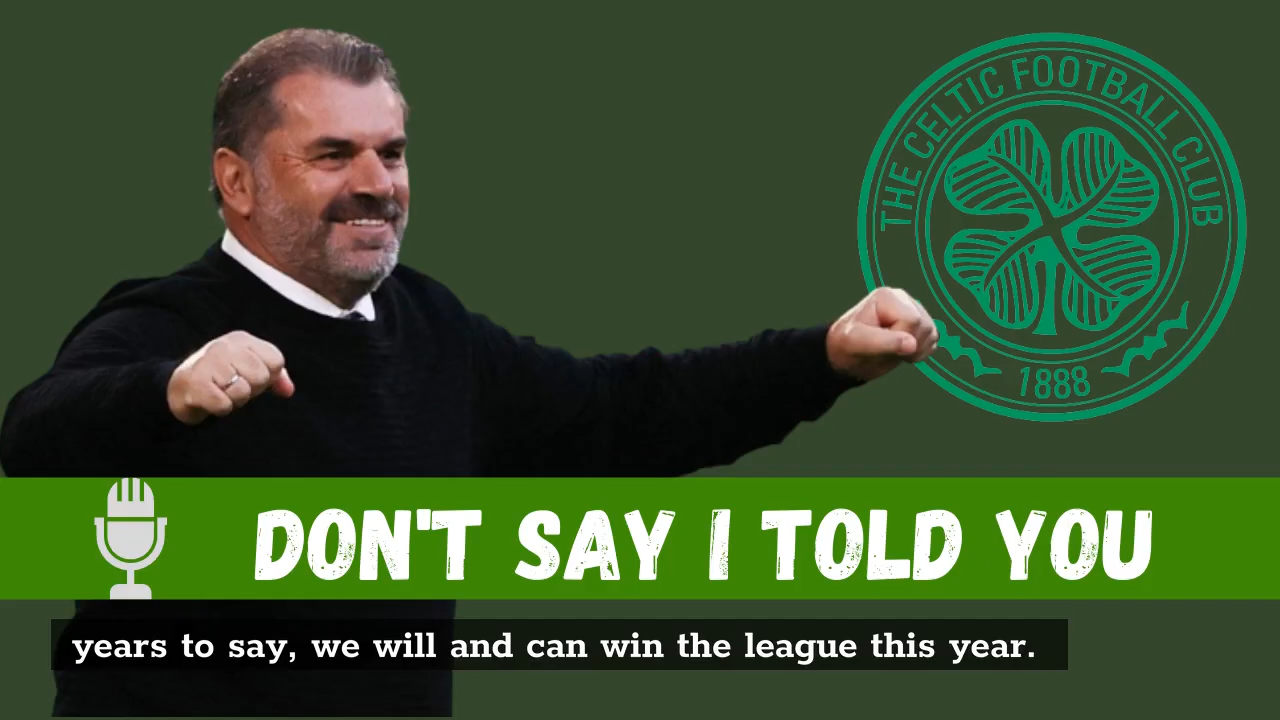 THE CELTIC FOOTBALL CLUB
1888
DON'T SAY I TOLD YOU
years to say, we will and can win the league this year.